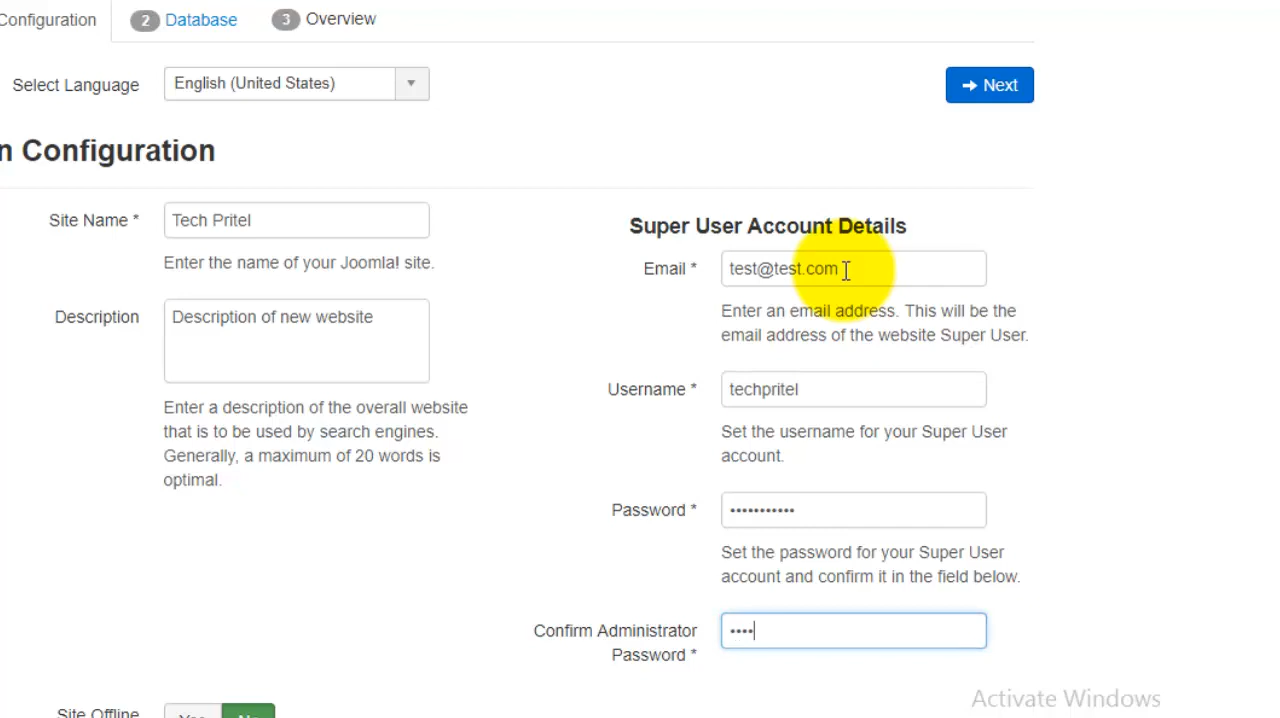 Configuration
2 Database
3 Overview
Select Language
English (United States)
Next
n Configuration
Site Name *
Tech Pritel
Enter the name of your Joomla! site.
Description
Description of new website
Enter a description of the overall website
that is to be used by search engines.
Generally, a maximum of 20 words is
optimal.
Super User Account Details
Email *
test@test.com
Enter an email address. This will be the
email address of the website Super User.
Username *
techpritel
Set the username for your Super User
account.
Password *
•••••••••••
Set the password for your Super User
account and confirm it in the field below.
Confirm Administrator
Password *
••••
Site Offline
Yes
No
Activate Windows